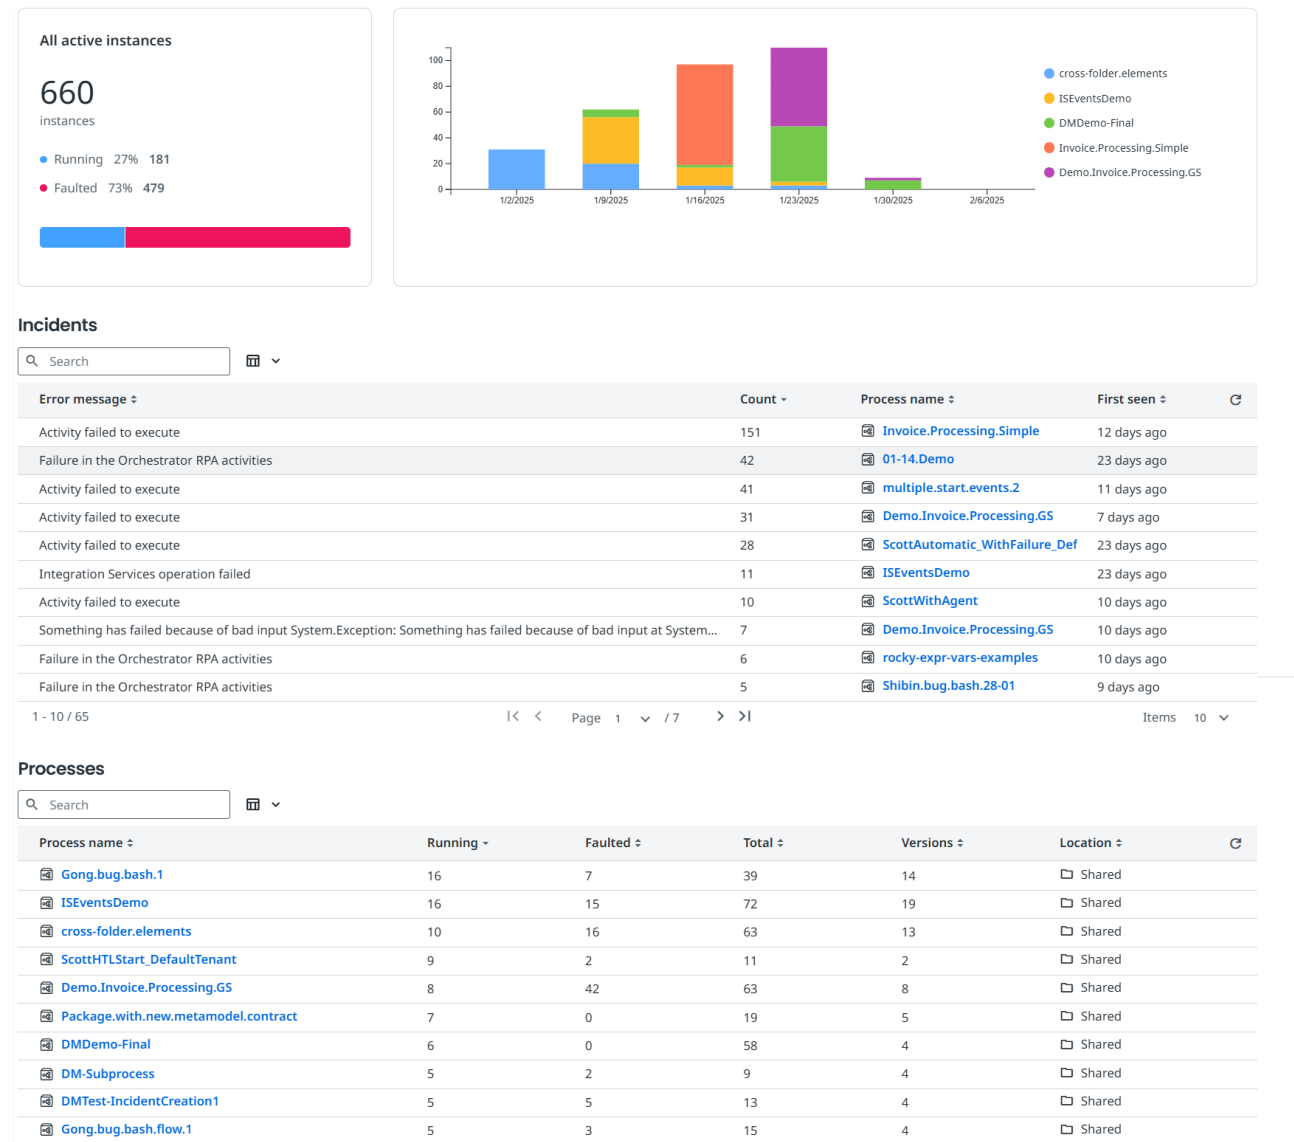 All active instances
660
instances
Running 27% 181
Faulted 73% 479
100
80
60
40
20
0
1/2/2025 1/9/2025 1/16/2025 1/23/2025 1/30/2025 2/6/2025
cross-folder.elements
ISEventsDemo
DMDemo-Final
Invoice.Processing.Simple
Demo.Invoice.Processing.GS
Incidents
Search
Error message Count Process name First seen
Activity failed to execute 151 Invoice.Processing.Simple 12 days ago
Failure in the Orchestrator RPA activities 42 01-14.Demo 23 days ago
Activity failed to execute 41 multiple.start.events.2 11 days ago
Activity failed to execute 31 Demo.Invoice.Processing.GS 7 days ago
Activity failed to execute 28 ScottAutomatic_WithFailure_Def 23 days ago
Integration Services operation failed 11 ISEventsDemo 23 days ago
Activity failed to execute 10 ScottWithAgent 10 days ago
Something has failed because of bad input System.Exception: Something has failed because of bad input at System... 7 Demo.Invoice.Processing.GS 10 days ago
Failure in the Orchestrator RPA activities 6 rocky-expr-vars-examples 10 days ago
Failure in the Orchestrator RPA activities 5 Shibin.bug.bash.28-01 9 days ago
1 - 10 / 65 Page 1 / 7 Items 10
Processes
Search
Process name Running Faulted Total Versions Location
Gong.bug.bash.1 16 7 39 14 Shared
ISEventsDemo 16 15 72 19 Shared
cross-folder.elements 10 16 63 13 Shared
ScottHTLStart_DefaultTenant 9 2 11 2 Shared
Demo.Invoice.Processing.GS 8 42 63 8 Shared
Package.with.new.metamodel.contract 7 0 19 5 Shared
DMDemo-Final 6 0 58 4 Shared
DM-Subprocess 5 2 9 4 Shared
DMTest-IncidentCreation1 5 5 13 4 Shared
Gong.bug.bash.flow.1 5 3 15 4 Shared